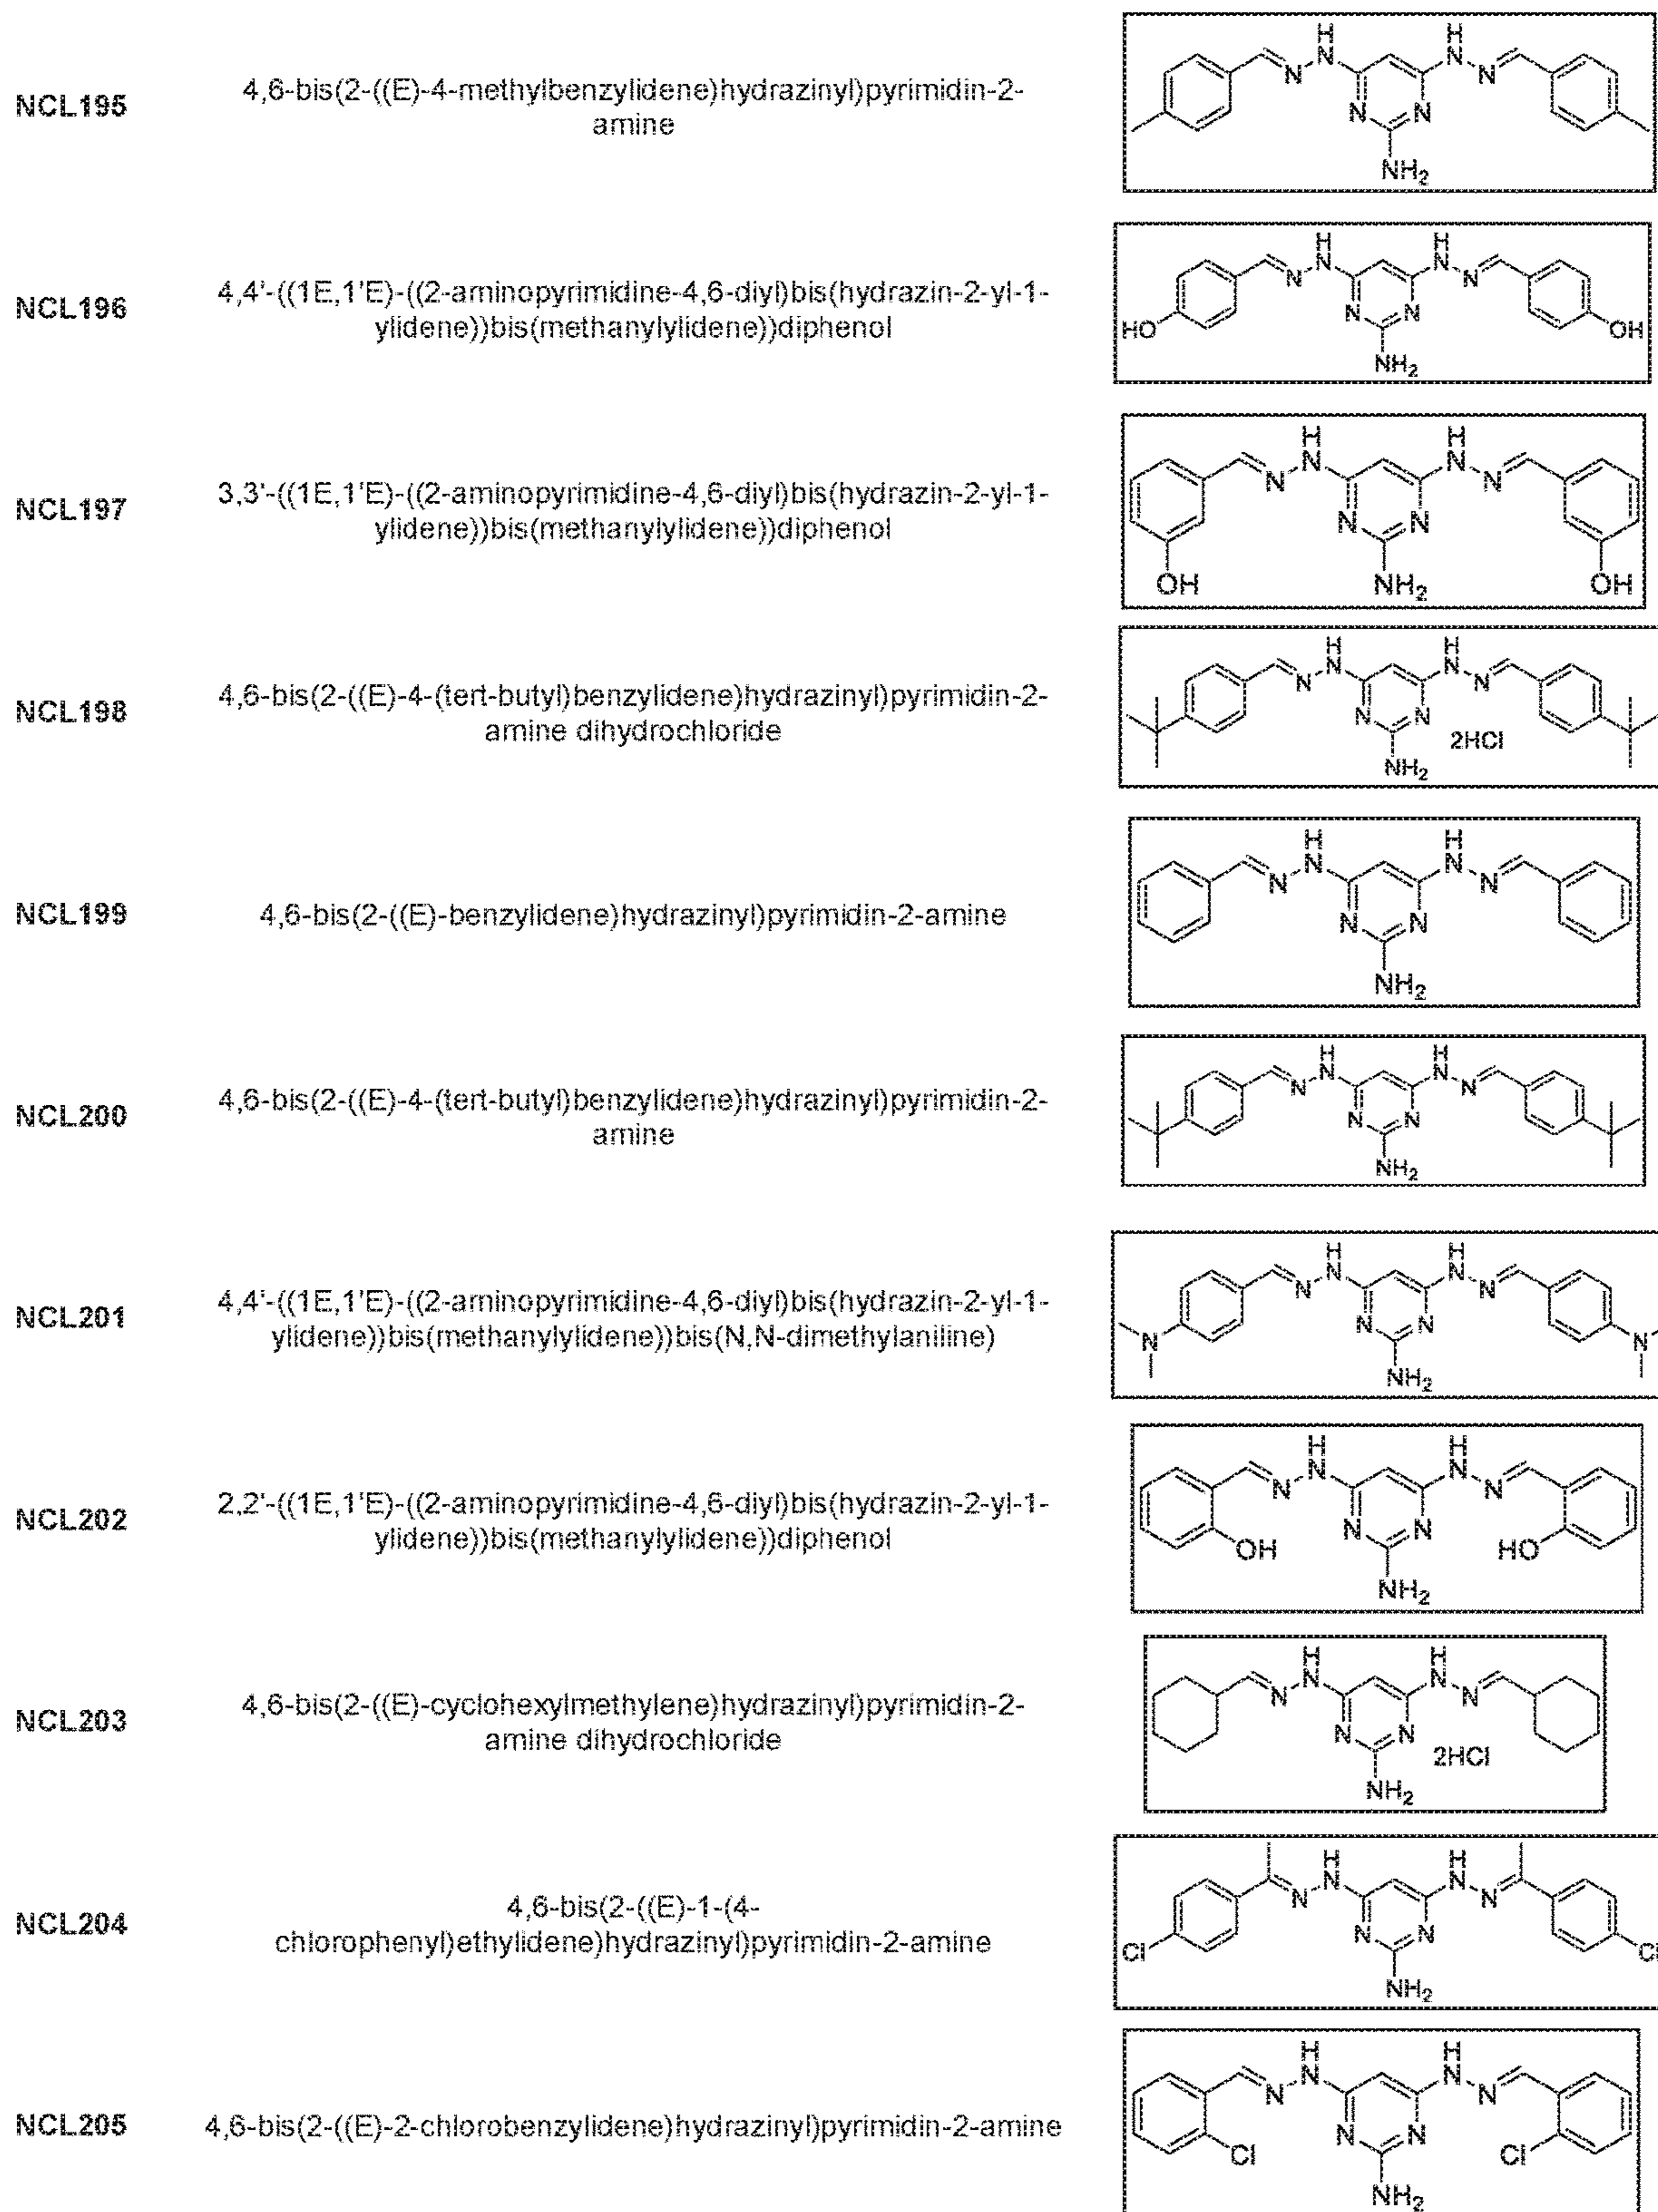 NCL195
4,6-bis(2-((E)-4-methylbenzylidene)hydrazinyl)pyrimidin-2-
amine
H H
N N
N N
N N
NH2
NCL196
4,4'-((1E,1'E)-((2-aminopyrimidine-4,6-diyl)bis(hydrazin-2-yl-1-
ylidene))bis(methanylylidene))diphenol
H H
N N
N N
N N
HO OH
NH2
NCL197
3,3'-((1E,1'E)-((2-aminopyrimidine-4,6-diyl)bis(hydrazin-2-yl-1-
ylidene))bis(methanylylidene))diphenol
H H
N N
N N
N N
OH NH2 OH
NCL198
4,6-bis(2-((E)-4-(tert-butyl)benzylidene)hydrazinyl)pyrimidin-2-
amine dihydrochloride
H H
N N
N N
N N
2HCl
NH2
NCL199
4,6-bis(2-((E)-benzylidene)hydrazinyl)pyrimidin-2-amine
H H
N N
N N
N N
NH2
NCL200
4,6-bis(2-((E)-4-(tert-butyl)benzylidene)hydrazinyl)pyrimidin-2-
amine
H H
N N
N N
N N
NH2
NCL201
4,4'-((1E,1'E)-((2-aminopyrimidine-4,6-diyl)bis(hydrazin-2-yl-1-
ylidene))bis(methanylylidene))bis(N,N-dimethylaniline)
H H
N N
N N
N N
N N
NH2
NCL202
2,2'-((1E,1'E)-((2-aminopyrimidine-4,6-diyl)bis(hydrazin-2-yl-1-
ylidene))bis(methanylylidene))diphenol
H H
N N
N N
N N
OH HO
NH2
NCL203
4,6-bis(2-((E)-cyclohexylmethylene)hydrazinyl)pyrimidin-2-
amine dihydrochloride
H H
N N
N N
N N
2HCl
NH2
NCL204
4,6-bis(2-((E)-1-(4-
chlorophenyl)ethylidene)hydrazinyl)pyrimidin-2-amine
H H
N N
N N
N N
Cl Cl
NH2
NCL205
4,6-bis(2-((E)-2-chlorobenzylidene)hydrazinyl)pyrimidin-2-amine
H H
N N
N N
N N
Cl Cl
NH2